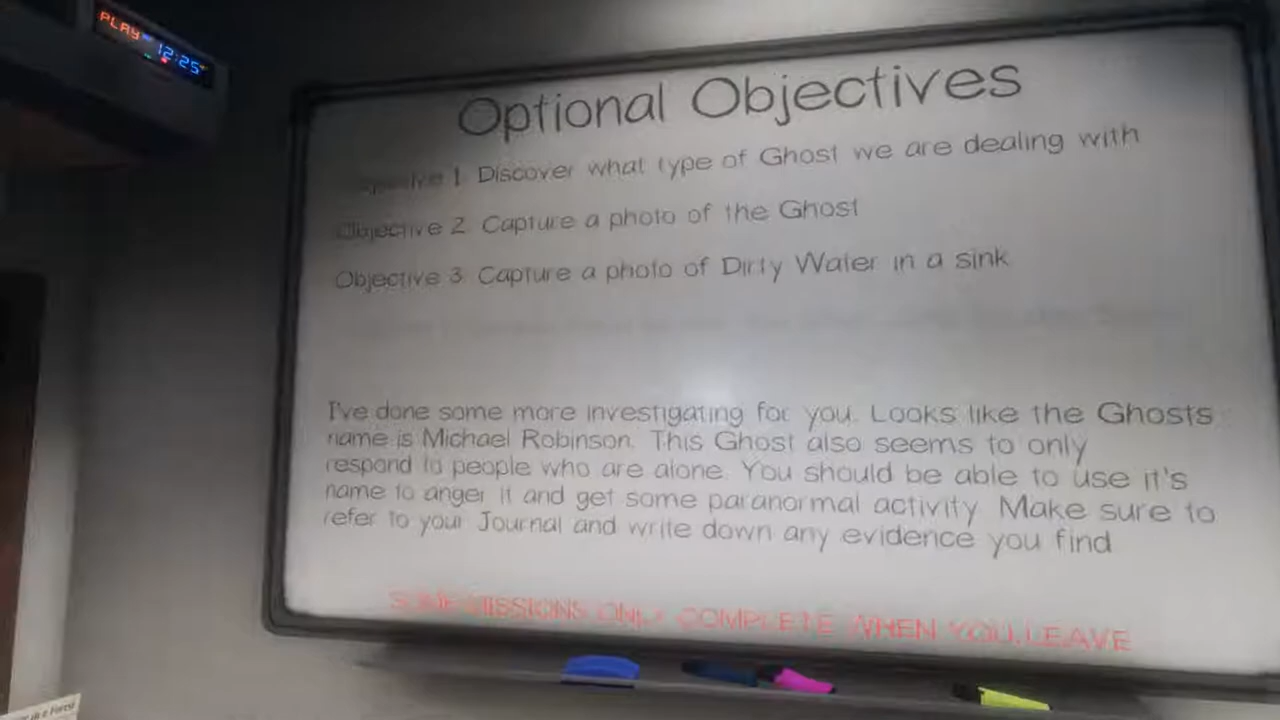 PLAY 12:25
Optional Objectives
1. Discover what type of Ghost we are dealing with
Objective 2. Capture a photo of the Ghost
Objective 3. Capture a photo of Dirty Water in a sink
I've done some more investigating for you. Looks like the Ghosts
name is Michael Robinson. This Ghost also seems to only
respond to people who are alone. You should be able to use it's
name to anger it and get some paranormal activity. Make sure to
refer to your Journal and write down any evidence you find
SOME MISSIONS ONLY COMPLETE WHEN YOU LEAVE